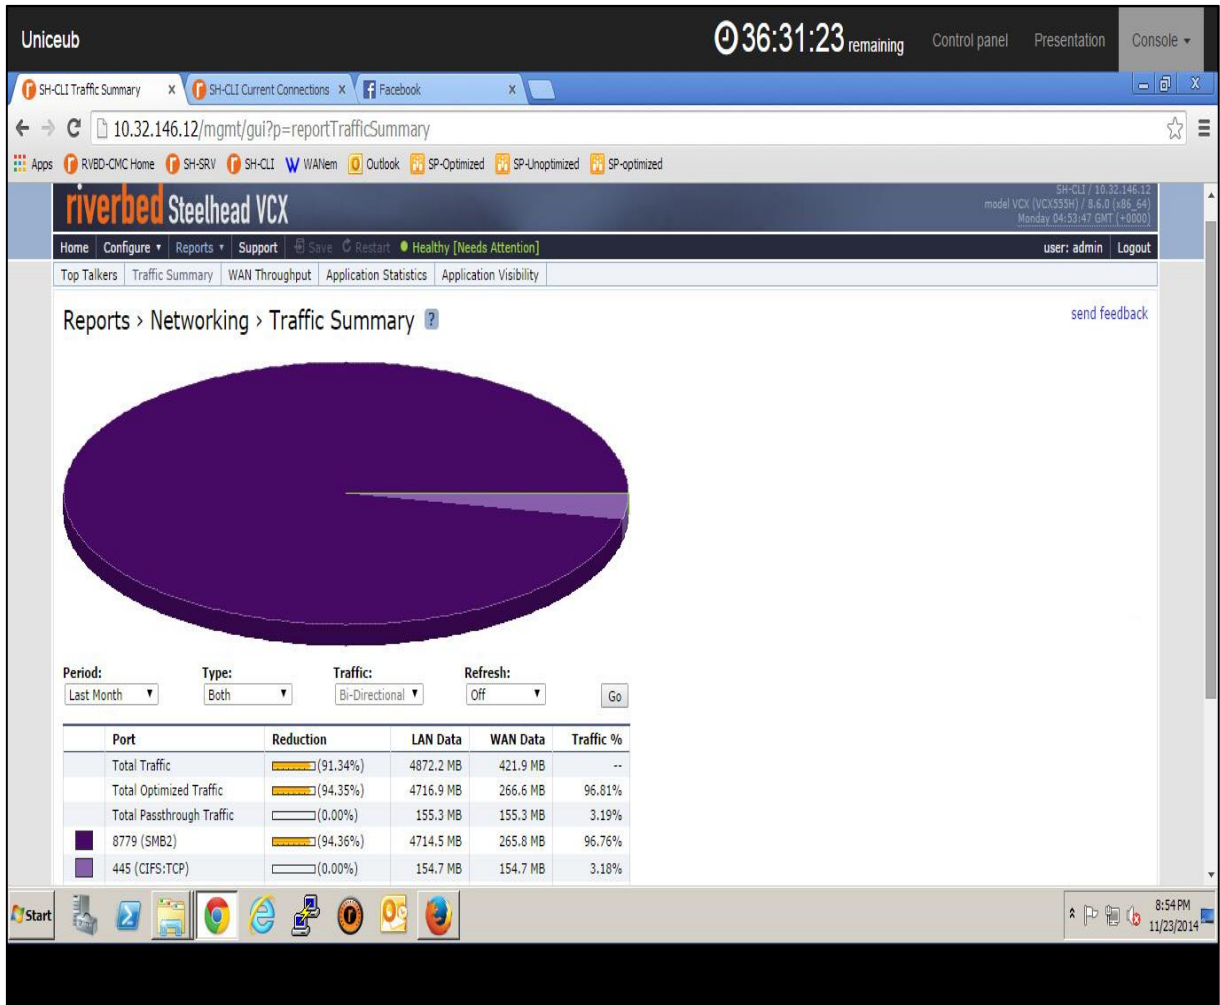 Uniceub
36:31:23 remaining Control panel Presentation Console
SH-CLI Traffic Summary x SH-CLI Current Connections x Facebook x
10.32.146.12/mgmt/gui?p=reportTrafficSummary
Apps RVBD-CMC Home SH-SRV SH-CLI WANem Outlook SP-Optimized SP-Unoptimized SP-optimized
riverbed Steelhead VCX
SH-CLI / 10.32.146.12
model VCX (VCX555H) / 8.6.0 (x86_64)
Monday 04:53:47 GMT (+0000)
Home Configure Reports Support Save Restart Healthy [Needs Attention] user: admin Logout
Top Talkers Traffic Summary WAN Throughput Application Statistics Application Visibility
Reports › Networking › Traffic Summary ?
send feedback
Period: Type: Traffic: Refresh:
Last Month Both Bi-Directional Off Go
Port Reduction LAN Data WAN Data Traffic %
Total Traffic (91.34%) 4872.2 MB 421.9 MB --
Total Optimized Traffic (94.35%) 4716.9 MB 266.6 MB 96.81%
Total Passthrough Traffic (0.00%) 155.3 MB 155.3 MB 3.19%
8779 (SMB2) (94.36%) 4714.5 MB 265.8 MB 96.76%
445 (CIFS:TCP) (0.00%) 154.7 MB 154.7 MB 3.18%
Start
8:54 PM
11/23/2014